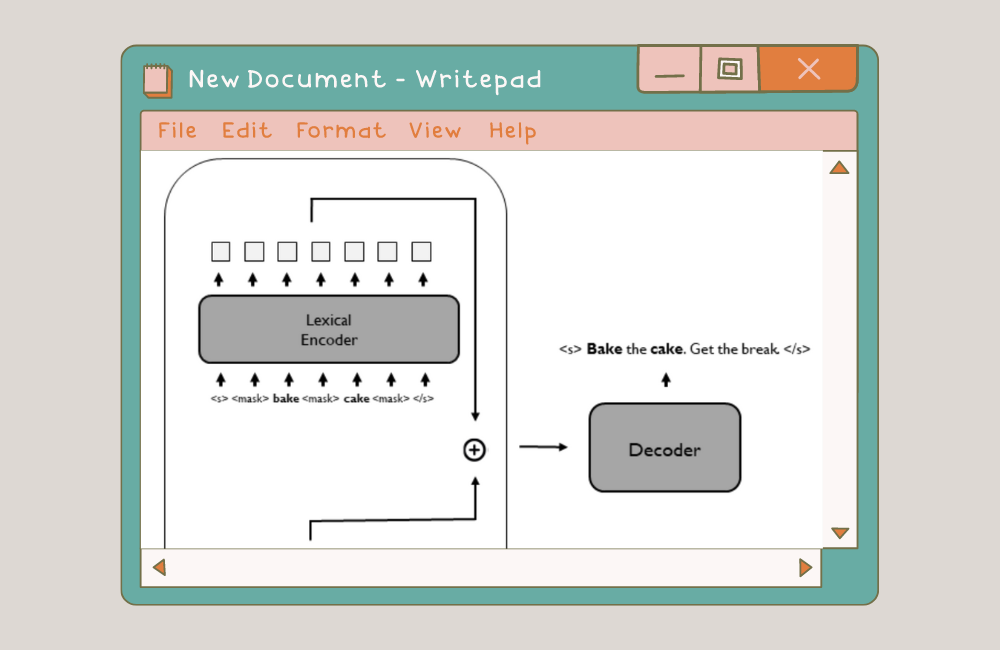 New Document - Writepad
File Edit Format View Help
Lexical
Encoder
<s> <mask> bake <mask> cake <mask> </s>
<s> Bake the cake. Get the break. </s>
Decoder